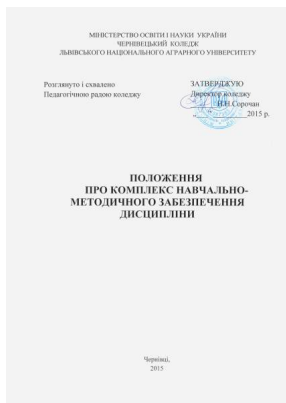 МІНІСТЕРСТВО ОСВІТИ І НАУКИ УКРАЇНИ
ЧЕРНІВЕЦЬКИЙ КОЛЕДЖ
ЛЬВІВСЬКОГО НАЦІОНАЛЬНОГО АГРАРНОГО УНІВЕРСИТЕТУ
Розглянуто і схвалено
Педагогічною радою коледжу
ЗАТВЕРДЖУЮ
Директор коледжу
Сорочан
2015 р.
ПОЛОЖЕННЯ
ПРО КОМПЛЕКС НАВЧАЛЬНО-
МЕТОДИЧНОГО ЗАБЕЗПЕЧЕННЯ
ДИСЦИПЛІНИ
Чернівці,
2015